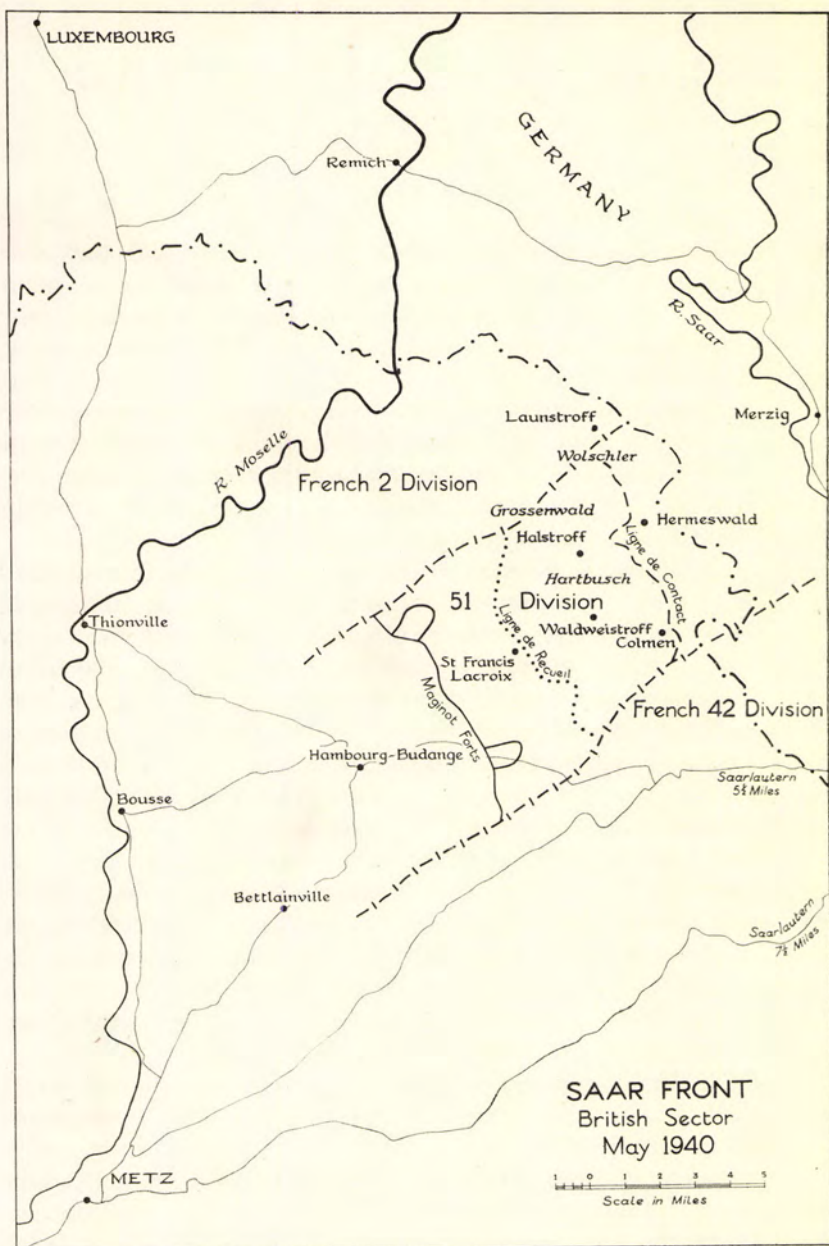 LUXEMBOURG
GERMANY
Remich
R. Saar
Merzig
Launstroff
R. Moselle
Wolschler
French 2 Division
Grossenwald
Hermeswald
Halstroff
Ligne de Contact
Hartbusch
51 Division
Ligne de Recueil
Waldweistroff
Thionville
Colmen
St Francis
Lacroix
Maginot Forts
French 42 Division
Hambourg-Budange
Saarlautern
5½ Miles
Bousse
Bettlainville
Saarlautern
7½ Miles
SAAR FRONT
British Sector
May 1940
METZ
1 0 1 2 3 4 5
Scale in Miles